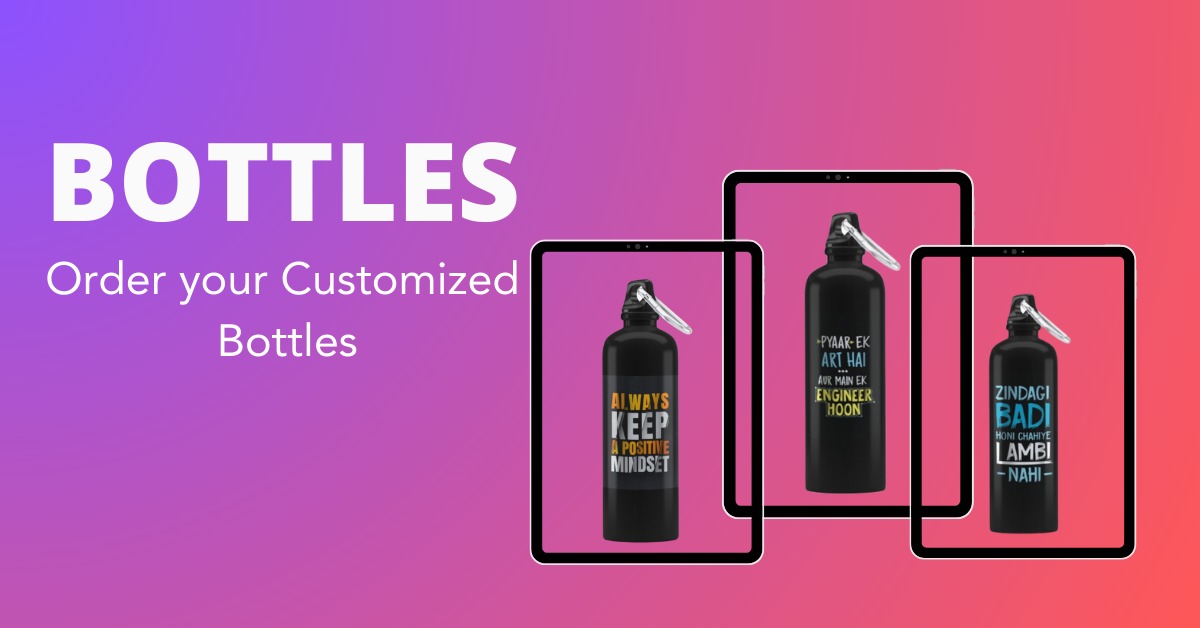 BOTTLES
Order your Customized
Bottles
ALWAYS
KEEP
A POSITIVE
MINDSET
PYAAR EK
ART HAI
AUR MAIN EK
ENGINEER
HOON
ZINDAGI
BADI
HONI CHAHIYE
LAMBI
- NAHI -